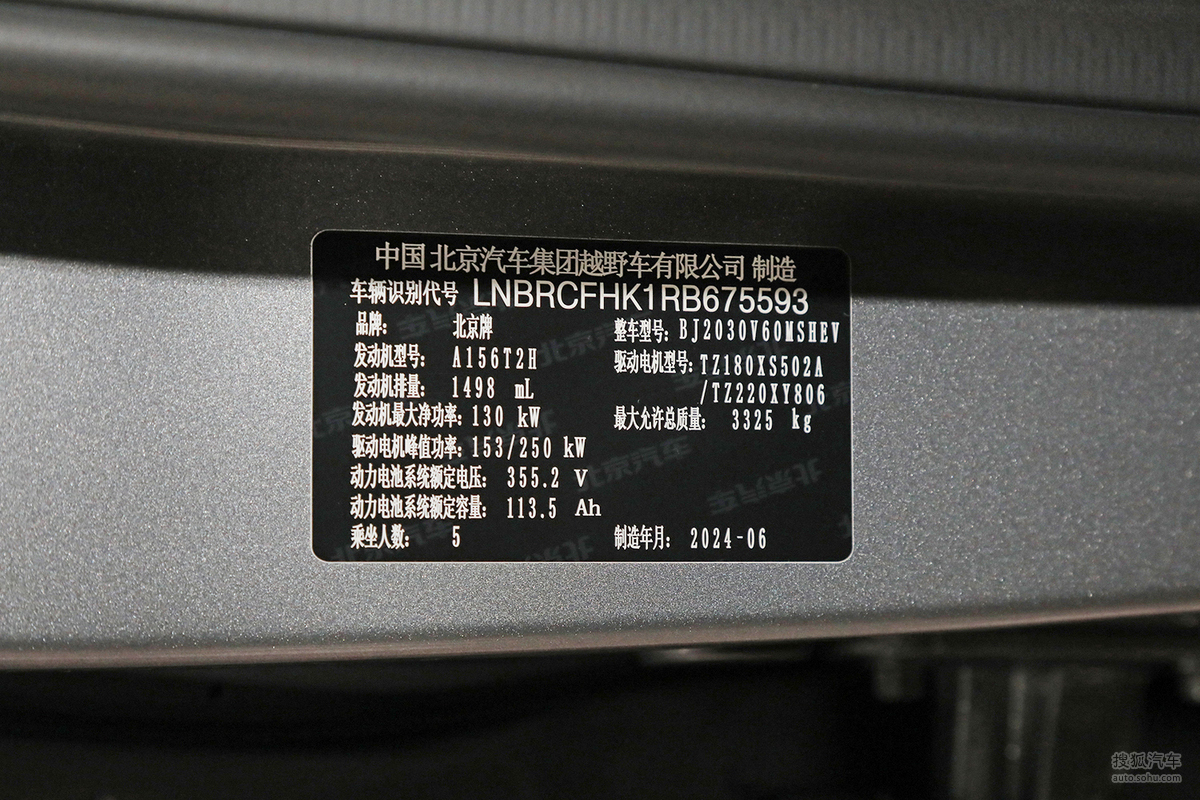 中国 北京汽车集团越野车有限公司 制造
车辆识别代号 LNBRCFHK1RB675593
品牌： 北京牌 整车型号：BJ2030V60MSHEV
发动机型号： A156T2H 驱动电机型号：TZ180XS502A
/TZ220XY806
发动机排量： 1498 mL
发动机最大净功率：130 kW 最大允许总质量： 3325 kg
驱动电机峰值功率：153/250 kW
动力电池系统额定电压： 355.2 V
动力电池系统额定容量： 113.5 Ah
乘坐人数： 5 制造年月： 2024-06
北京汽车
搜狐汽车
auto.sohu.com